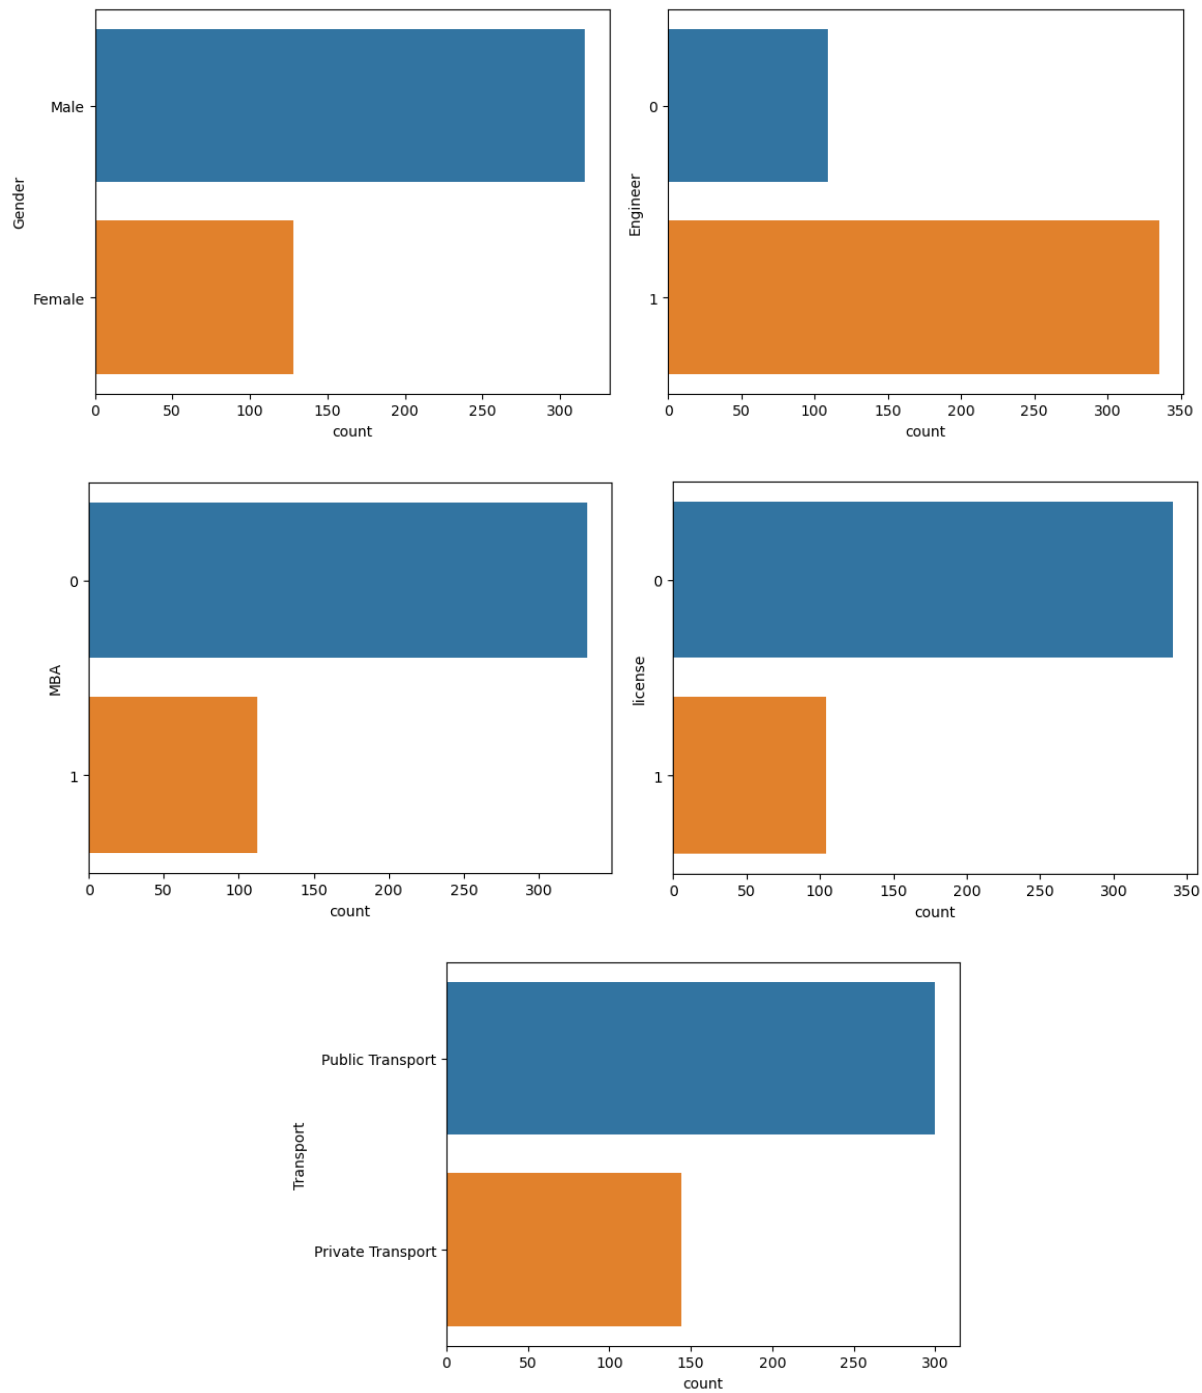 Gender
Male
Female
0 50 100 150 200 250 300
count
Engineer
0
1
0 50 100 150 200 250 300 350
count
MBA
0
1
0 50 100 150 200 250 300
count
license
0
1
0 50 100 150 200 250 300 350
count
Transport
Public Transport
Private Transport
0 50 100 150 200 250 300
count